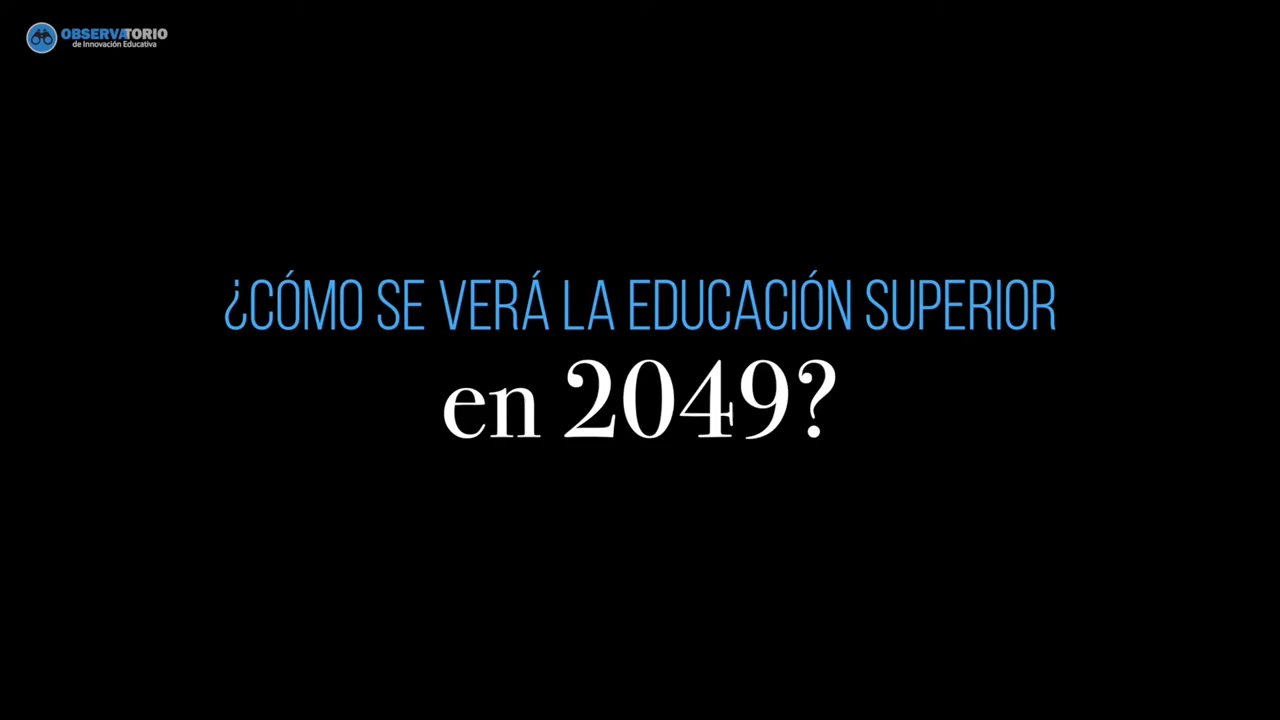 OBSERVATORIO
de Innovación Educativa
¿CÓMO SE VERÁ LA EDUCACIÓN SUPERIOR
en 2049?